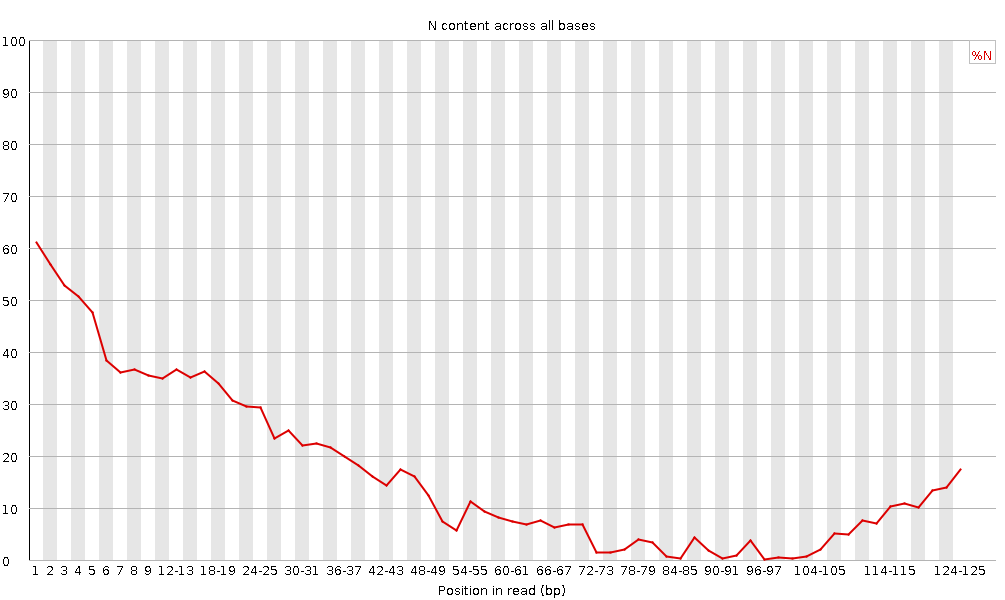 N content across all bases
%N
100
90
80
70
60
50
40
30
20
10
0
1 2 3 4 5 6 7 8 9 12-13 18-19 24-25 30-31 36-37 42-43 48-49 54-55 60-61 66-67 72-73 78-79 84-85 90-91 96-97 104-105 114-115 124-125
Position in read (bp)